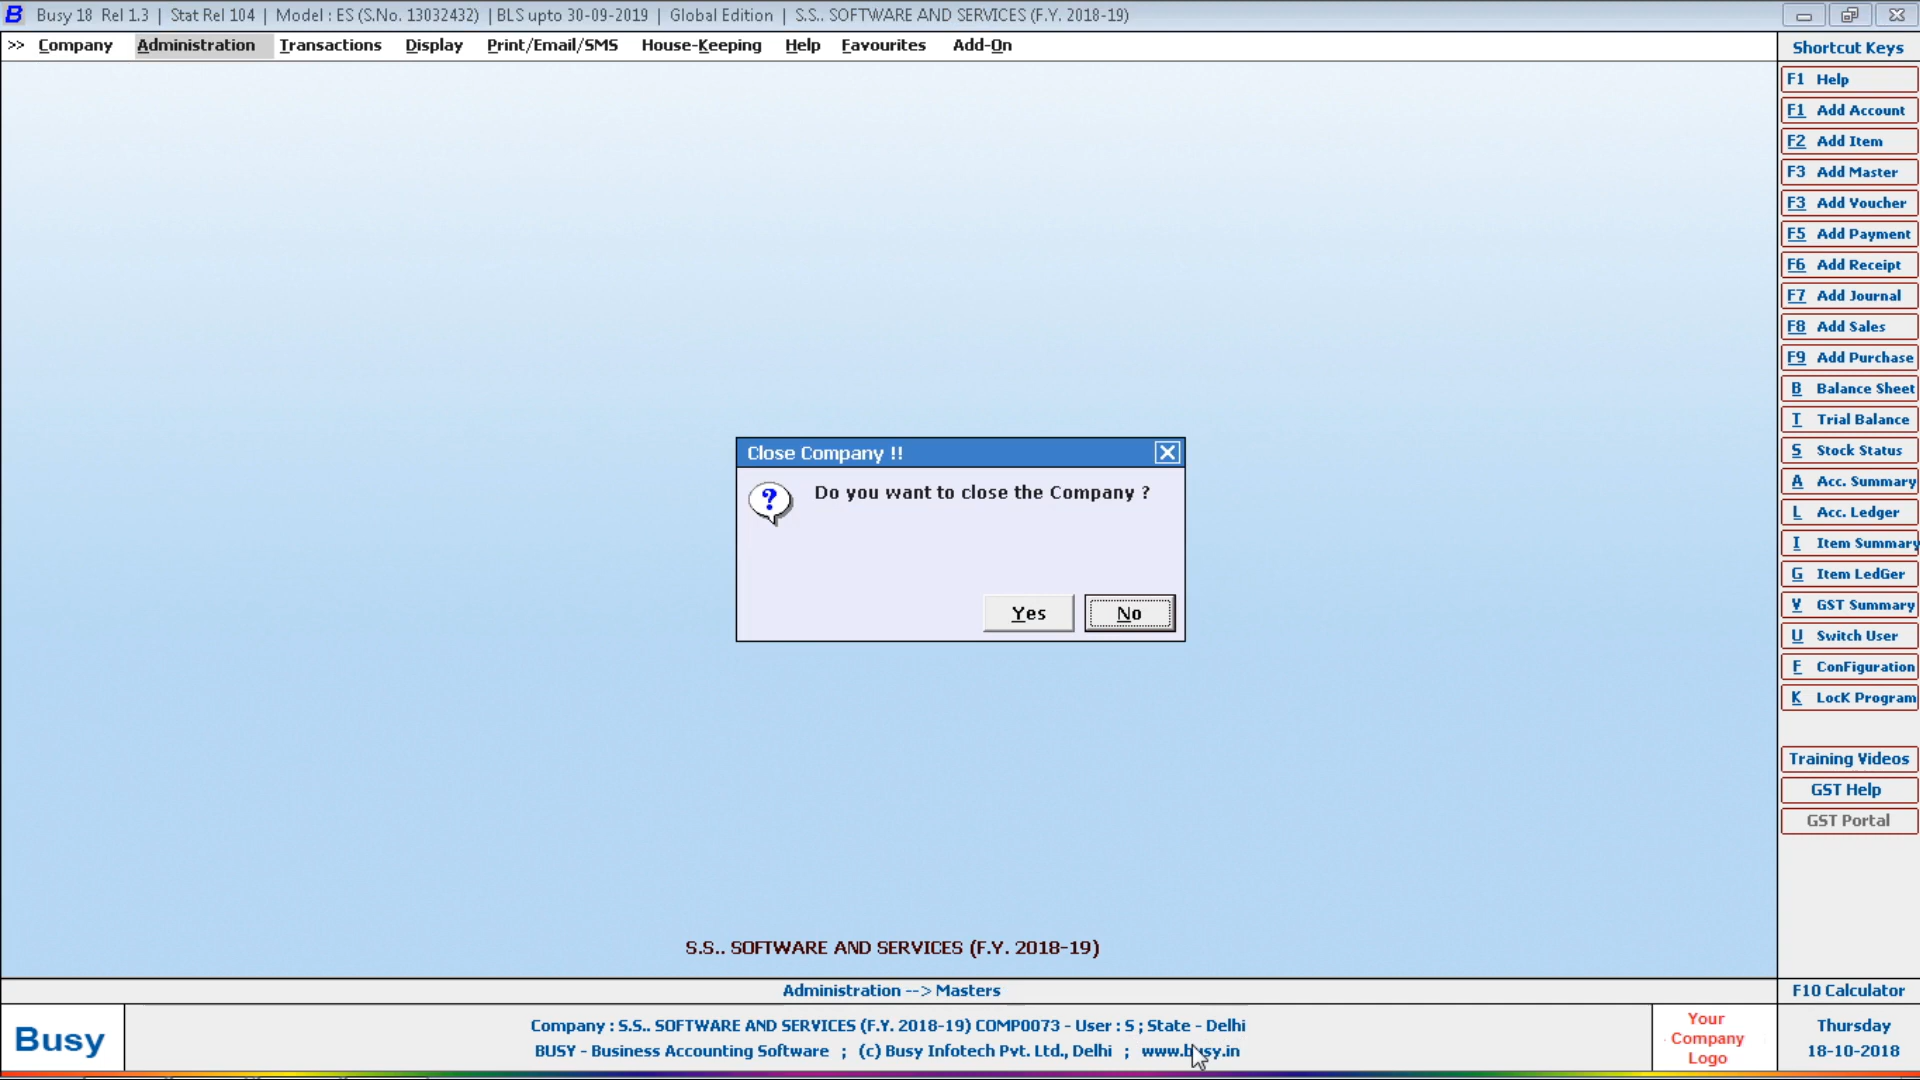 B Busy 18 Rel 1.3 | Stat Rel 104 | Model : ES (S.No. 13032432) | BLS upto 30-09-2019 | Global Edition | S.S.. SOFTWARE AND SERVICES (F.Y. 2018-19)
>> Company Administration Transactions Display Print/Email/SMS House-Keeping Help Favourites Add-On
Shortcut Keys
F1 Help
F1 Add Account
F2 Add Item
F3 Add Master
F3 Add Voucher
F5 Add Payment
F6 Add Receipt
F7 Add Journal
F8 Add Sales
F9 Add Purchase
B Balance Sheet
T Trial Balance
S Stock Status
A Acc. Summary
L Acc. Ledger
I Item Summary
G Item LedGer
Y GST Summary
U Switch User
F ConFiguration
K LocK Program
Training Videos
GST Help
GST Portal
Close Company !!
Do you want to close the Company ?
Yes No
S.S.. SOFTWARE AND SERVICES (F.Y. 2018-19)
Administration --> Masters
F10 Calculator
Busy
Company : S.S.. SOFTWARE AND SERVICES (F.Y. 2018-19) COMP0073 - User : S ; State - Delhi
BUSY - Business Accounting Software ; (c) Busy Infotech Pvt. Ltd., Delhi ; www.busy.in
Your
Company
Logo
Thursday
18-10-2018